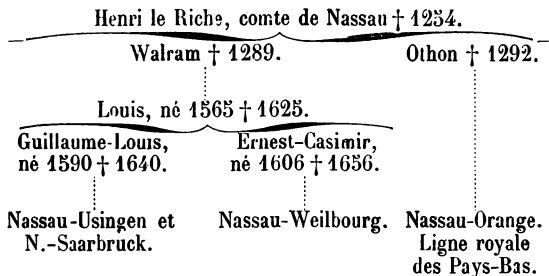 Henri le Riche, comte de Nassau † 1254.
Walram † 1289.
Othon † 1292.
Louis, né 1565 † 1625.
Guillaume-Louis,
né 1590 † 1640.
Ernest-Casimir,
né 1606 † 1656.
Nassau-Usingen et
N.-Saarbruck.
Nassau-Weilbourg.
Nassau-Orange.
Ligne royale
des Pays-Bas.